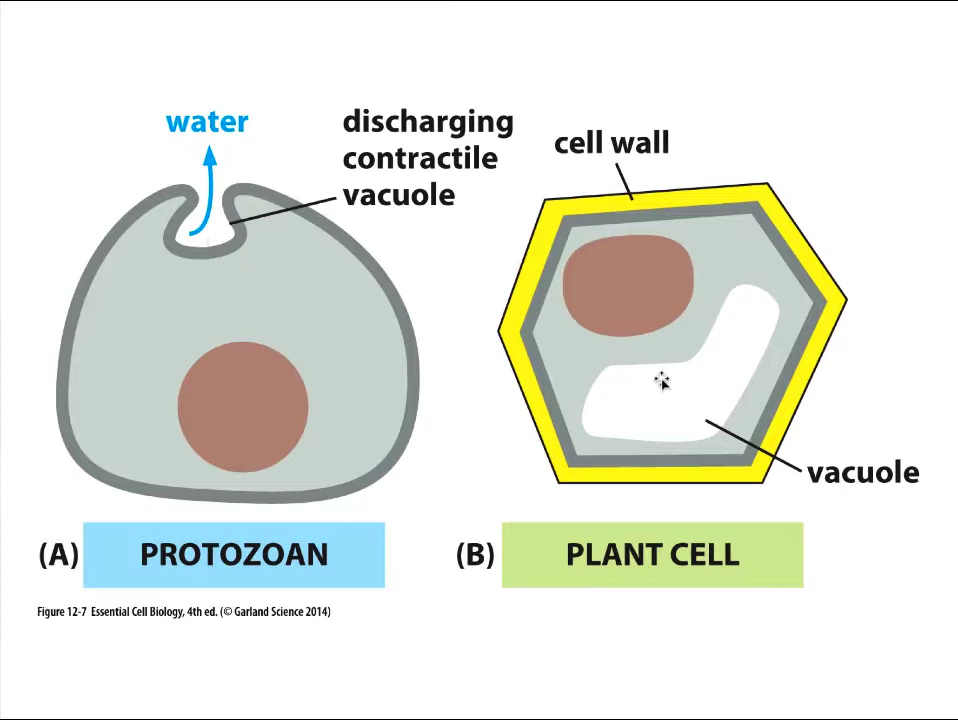 water
discharging
contractile
vacuole
cell wall
vacuole
(A) PROTOZOAN
(B) PLANT CELL
Figure 12-7 Essential Cell Biology, 4th ed. (© Garland Science 2014)